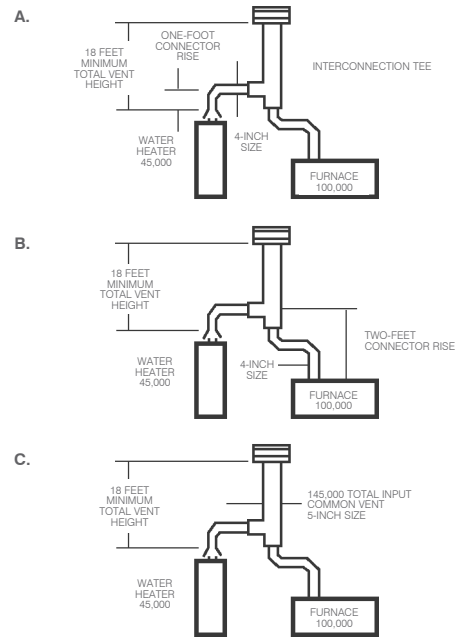 A.
18 FEET
MINIMUM
TOTAL VENT
HEIGHT
ONE-FOOT
CONNECTOR
RISE
INTERCONNECTION TEE
WATER
HEATER
45,000
4-INCH
SIZE
FURNACE
100,000
B.
18 FEET
MINIMUM
TOTAL VENT
HEIGHT
TWO-FEET
CONNECTOR RISE
WATER
HEATER
45,000
4-INCH
SIZE
FURNACE
100,000
C.
18 FEET
MINIMUM
TOTAL VENT
HEIGHT
145,000 TOTAL INPUT
COMMON VENT
5-INCH SIZE
WATER
HEATER
45,000
FURNACE
100,000